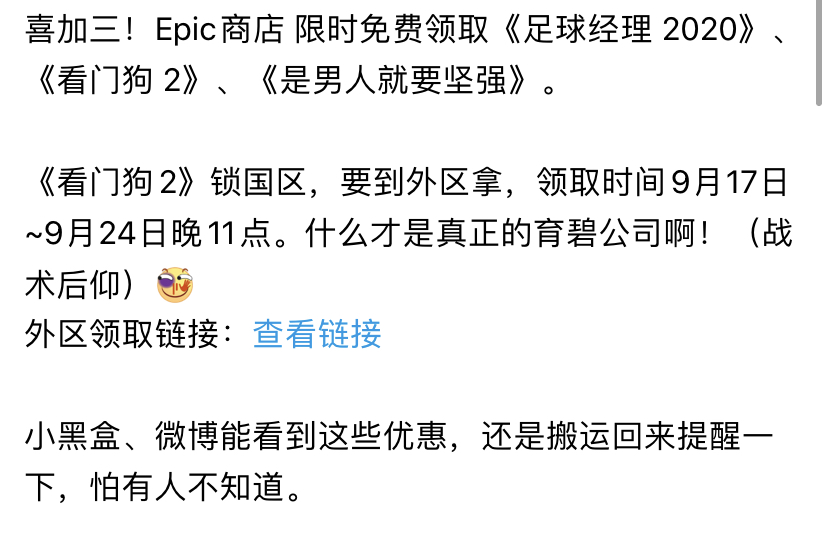 喜加三！Epic商店 限时免费领取《足球经理 2020》、
《看门狗 2》、《是男人就要坚强》。
《看门狗2》锁国区，要到外区拿，领取时间9月17日
~9月24日晚11点。什么才是真正的育碧公司啊！（战
术后仰）
外区领取链接：查看链接
小黑盒、微博能看到这些优惠，还是搬运回来提醒一
下，怕有人不知道。